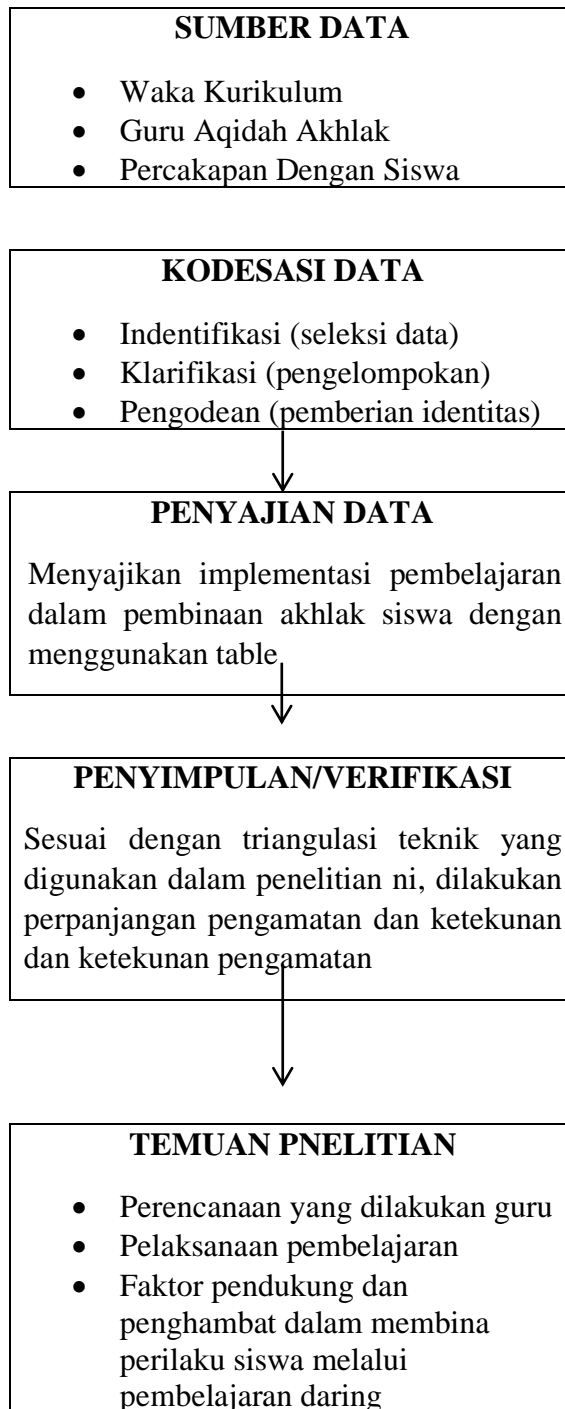 SUMBER DATA
• Waka Kurikulum
• Guru Aqidah Akhlak
• Percakapan Dengan Siswa
KODESASI DATA
• Indentifikasi (seleksi data)
• Klarifikasi (pengelompokan)
• Pengodean (pemberian identitas)
PENYAJIAN DATA
Menyajikan implementasi pembelajaran
dalam pembinaan akhlak siswa dengan
menggunakan table
PENYIMPULAN/VERIFIKASI
Sesuai dengan triangulasi teknik yang
digunakan dalam penelitian ni, dilakukan
perpanjangan pengamatan dan ketekunan
dan ketekunan pengamatan
TEMUAN PNELITIAN
• Perencanaan yang dilakukan guru
• Pelaksanaan pembelajaran
• Faktor pendukung dan
penghambat dalam membina
perilaku siswa melalui
pembelajaran daring